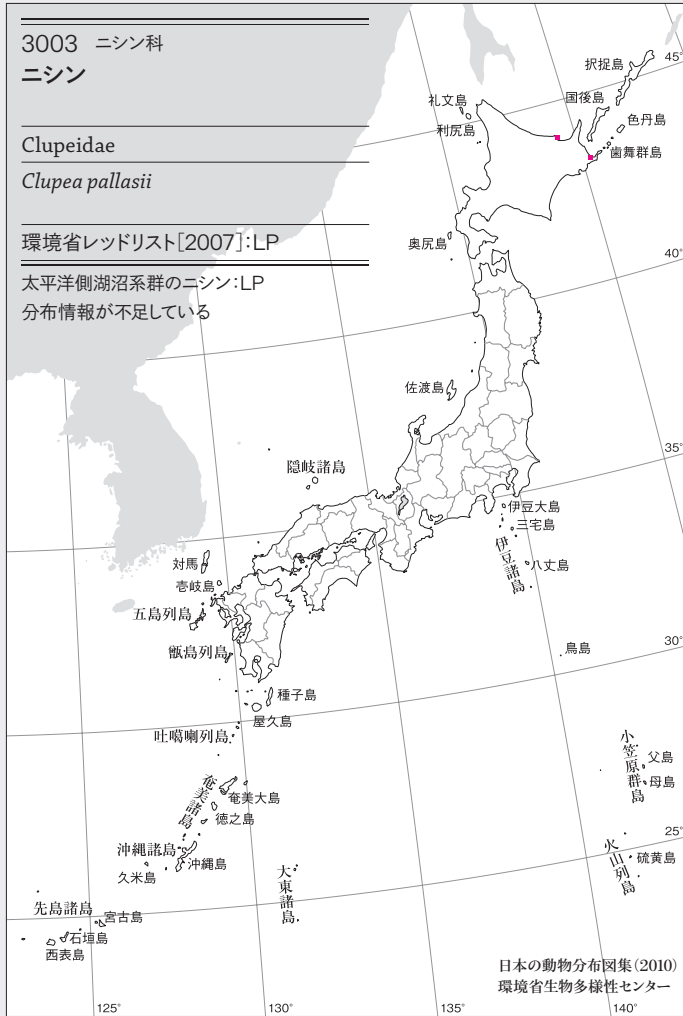 3003 ニシン科
ニシン
Clupeidae
Clupea pallasii
環境省レッドリスト[2007]:LP
太平洋側湖沼系群のニシン:LP
分布情報が不足している
択捉島
45°
国後島
礼文島
色丹島
利尻島
歯舞群島
奥尻島
40°
佐渡島
35°
隠岐諸島
伊豆大島
三宅島
伊豆諸島
八丈島
対馬
壱岐島
五島列島
甑島列島
鳥島
30°
種子島
屋久島
吐噶喇列島
小笠原群島
父島
母島
奄美諸島
奄美大島
徳之島
25°
沖縄諸島
沖縄島
久米島
火山列島
硫黄島
大東諸島
先島諸島
宮古島
石垣島
西表島
日本の動物分布図集(2010)
環境省生物多様性センター
125°
130°
135°
140°